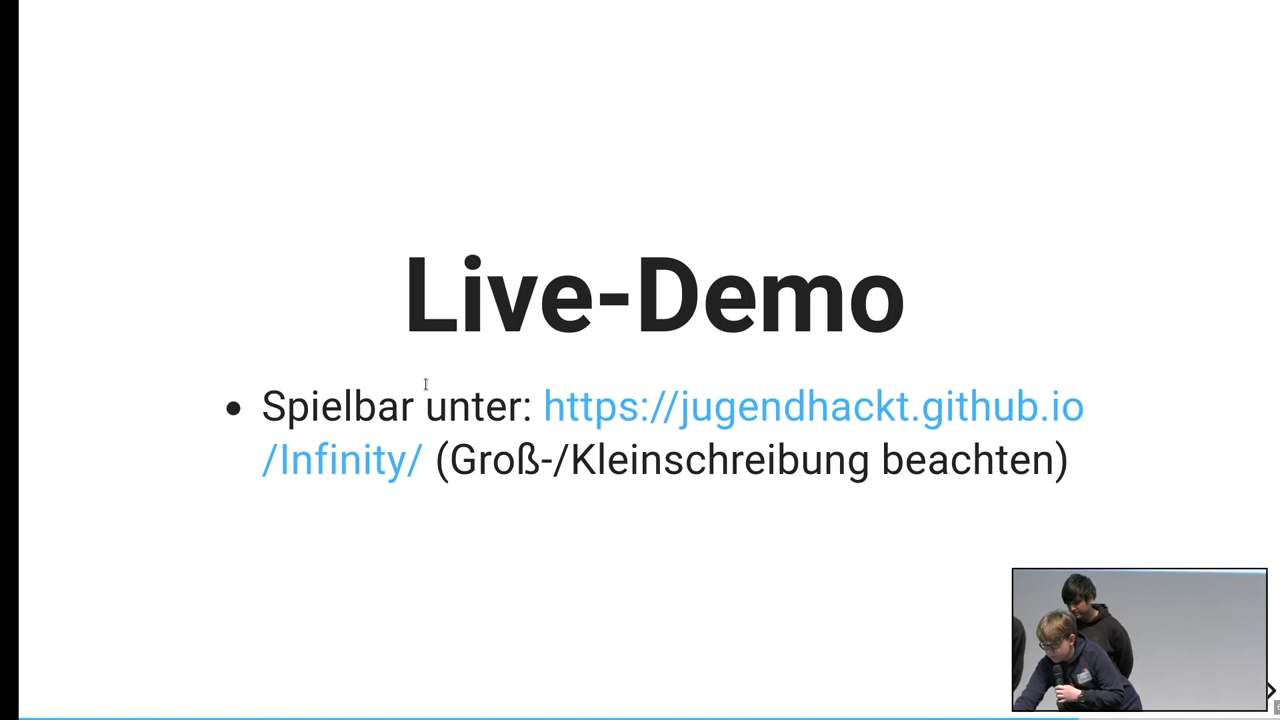 Live-Demo
• Spielbar unter: https://jugendhackt.github.io
/Infinity/ (Groß-/Kleinschreibung beachten)